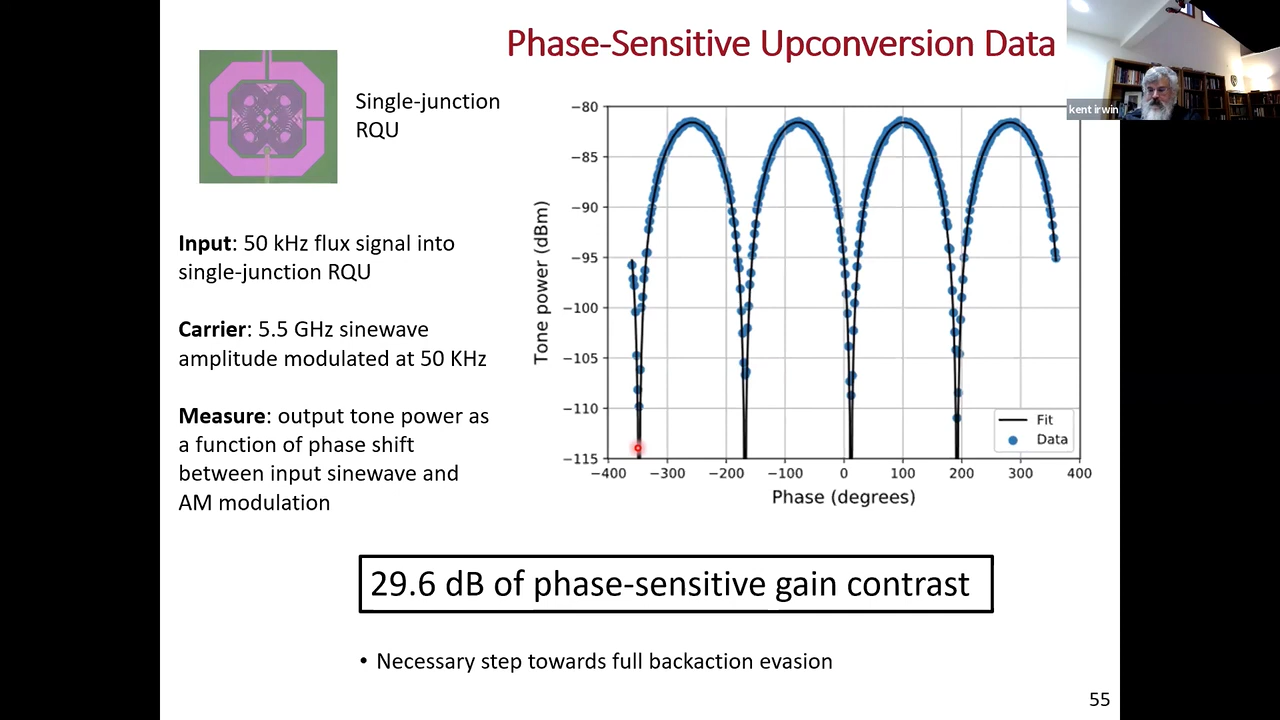 Phase-Sensitive Upconversion Data
kent irwin
Single-junction
RQU
Input: 50 kHz flux signal into
single-junction RQU
Carrier: 5.5 GHz sinewave
amplitude modulated at 50 KHz
Measure: output tone power as
a function of phase shift
between input sinewave and
AM modulation
Tone power (dBm)
−80
−85
−90
−95
−100
−105
−110
−115
−400 −300 −200 −100 0 100 200 300 400
Phase (degrees)
Fit
Data
29.6 dB of phase-sensitive gain contrast
• Necessary step towards full backaction evasion
55